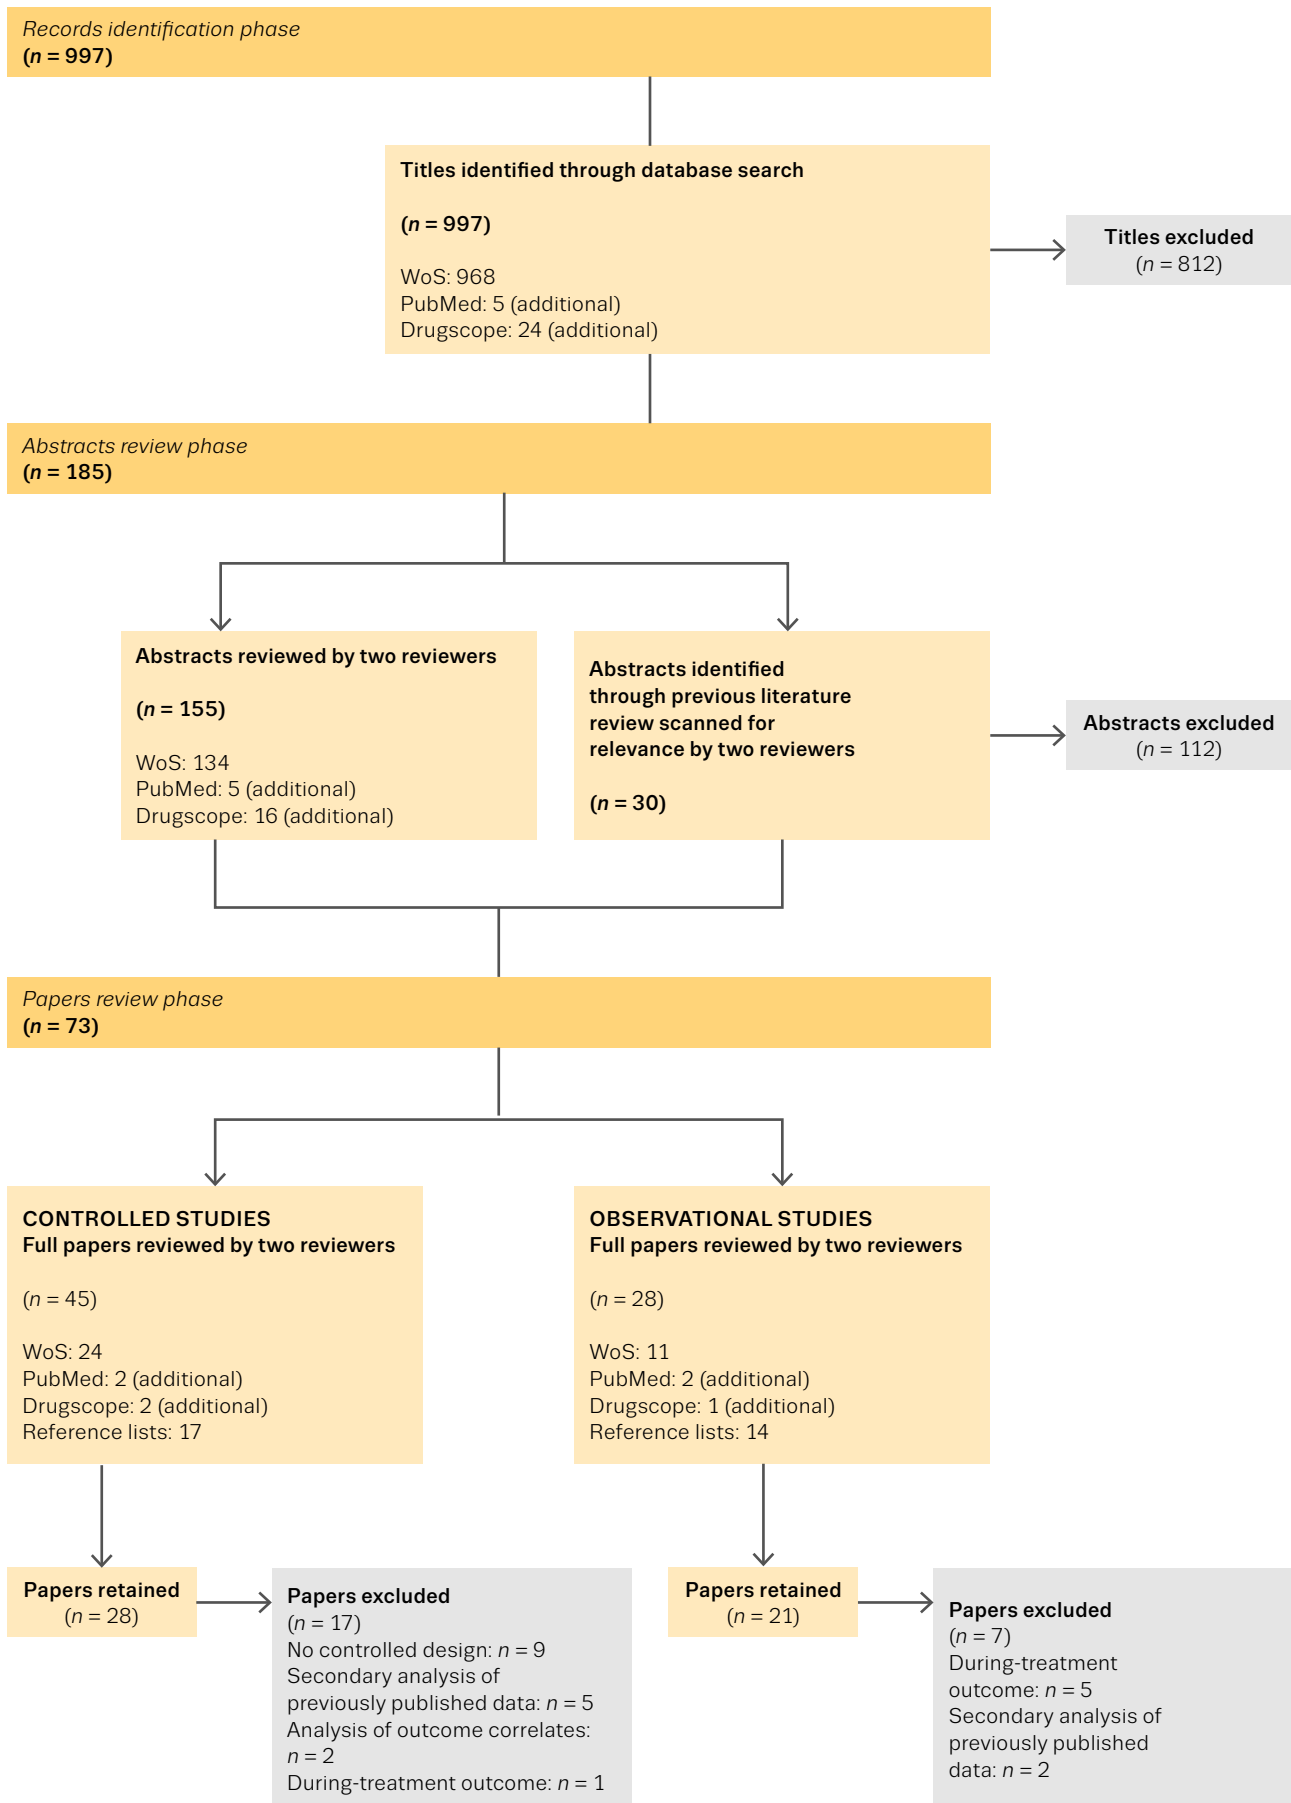 Records identification phase
(n = 997)
Titles identified through database search
(n = 997)
WoS: 968
PubMed: 5 (additional)
Drugscope: 24 (additional)
Titles excluded
(n = 812)
Abstracts review phase
(n = 185)
Abstracts reviewed by two reviewers
(n = 155)
WoS: 134
PubMed: 5 (additional)
Drugscope: 16 (additional)
Abstracts identified
through previous literature
review scanned for
relevance by two reviewers
(n = 30)
Abstracts excluded
(n = 112)
Papers review phase
(n = 73)
CONTROLLED STUDIES
Full papers reviewed by two reviewers
(n = 45)
WoS: 24
PubMed: 2 (additional)
Drugscope: 2 (additional)
Reference lists: 17
OBSERVATIONAL STUDIES
Full papers reviewed by two reviewers
(n = 28)
WoS: 11
PubMed: 2 (additional)
Drugscope: 1 (additional)
Reference lists: 14
Papers retained
(n = 28)
Papers excluded
(n = 17)
No controlled design: n = 9
Secondary analysis of
previously published data: n = 5
Analysis of outcome correlates:
n = 2
During-treatment outcome: n = 1
Papers retained
(n = 21)
Papers excluded
(n = 7)
During-treatment
outcome: n = 5
Secondary analysis of
previously published
data: n = 2